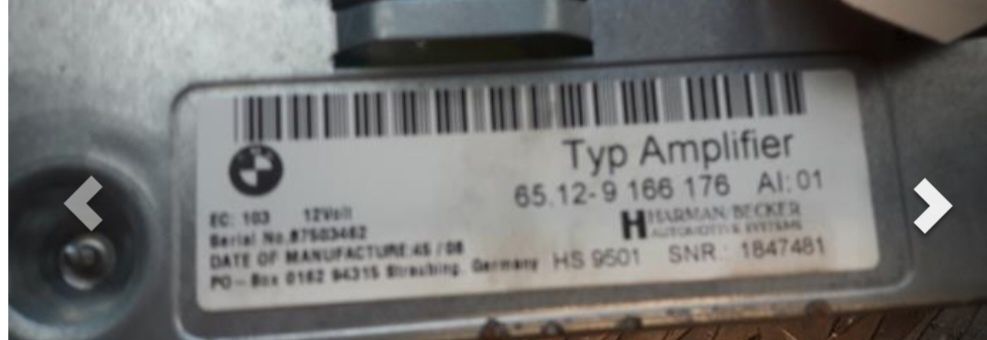 Typ Amplifier
65.12-9 166 176 AI:01
HARMAN/BECKER
AUTOMOTIVE SYSTEMS
EC: 103 12Volt
Serial No.87503462
DATE OF MANUFACTURE:45 / 08
PO-Box 0162 94315 Straubing, Germany HS 9501 SNR.: 1847481